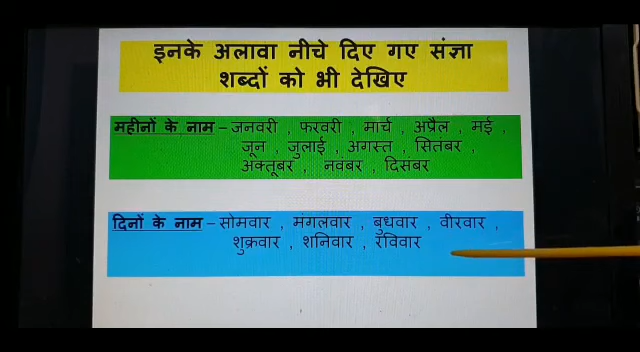 इनके अलावा नीचे दिए गए संज्ञा
शब्दों को भी देखिए
महीनों के नाम – जनवरी , फरवरी , मार्च , अप्रैल , मई ,
जून , जुलाई , अगस्त , सितंबर ,
अक्तूबर , नवंबर , दिसंबर
दिनों के नाम – सोमवार , मंगलवार , बुधवार , वीरवार ,
शुक्रवार , शनिवार , रविवार